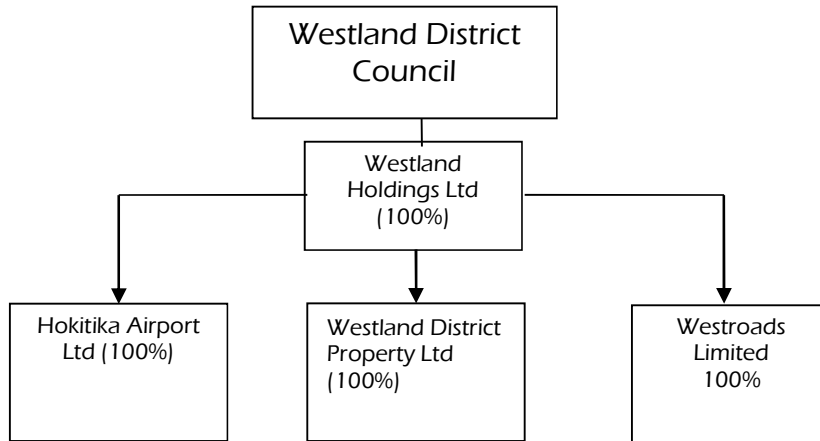 Westland District
Council
Westland
Holdings Ltd
(100%)
Hokitika Airport
Ltd (100%)
Westland District
Property Ltd
(100%)
Westroads
Limited
100%